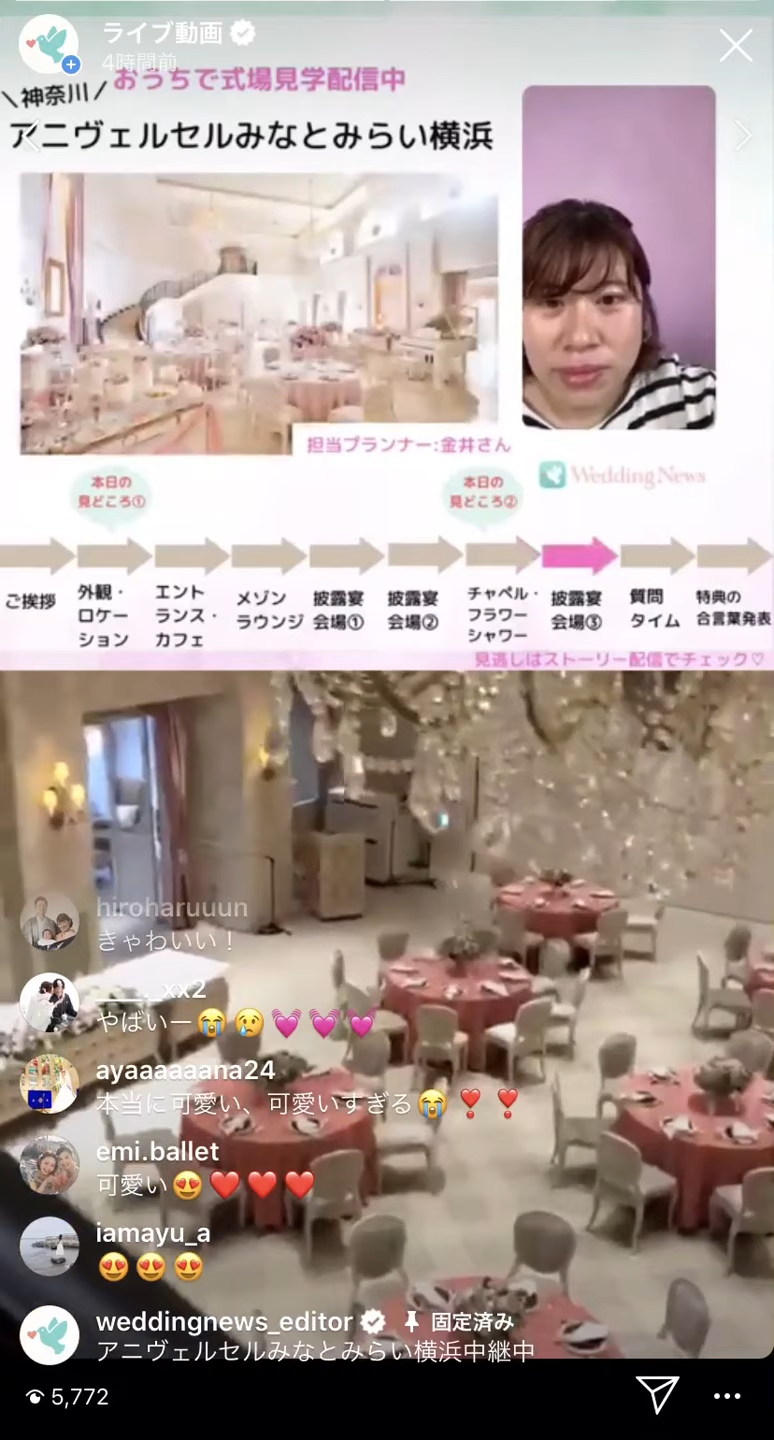 ライブ動画
4時間前
おうちで式場見学配信中
\神奈川/
アニヴェルセルみなとみらい横浜
担当プランナー:金井さん
WeddingNews
本日の
見どころ①
本日の
見どころ②
ご挨拶
外観・
ロケー
ション
エント
ランス・
カフェ
メゾン
ラウンジ
披露宴
会場①
披露宴
会場②
チャペル・
フラワー
シャワー
披露宴
会場③
質問
タイム
特典の
合言葉発表
見逃しはストーリー配信でチェック♡
hiroharuuun
きゃわいい！
____._xx2
やばいー😭😢💓💓💓
ayaaaaaana24
本当に可愛い、可愛いすぎる😭❣️❣️
emi.ballet
可愛い😍❤️❤️❤️
iamayu_a
😍😍😍
weddingnews_editor 固定済み
アニヴェルセルみなとみらい横浜中継中
5,772